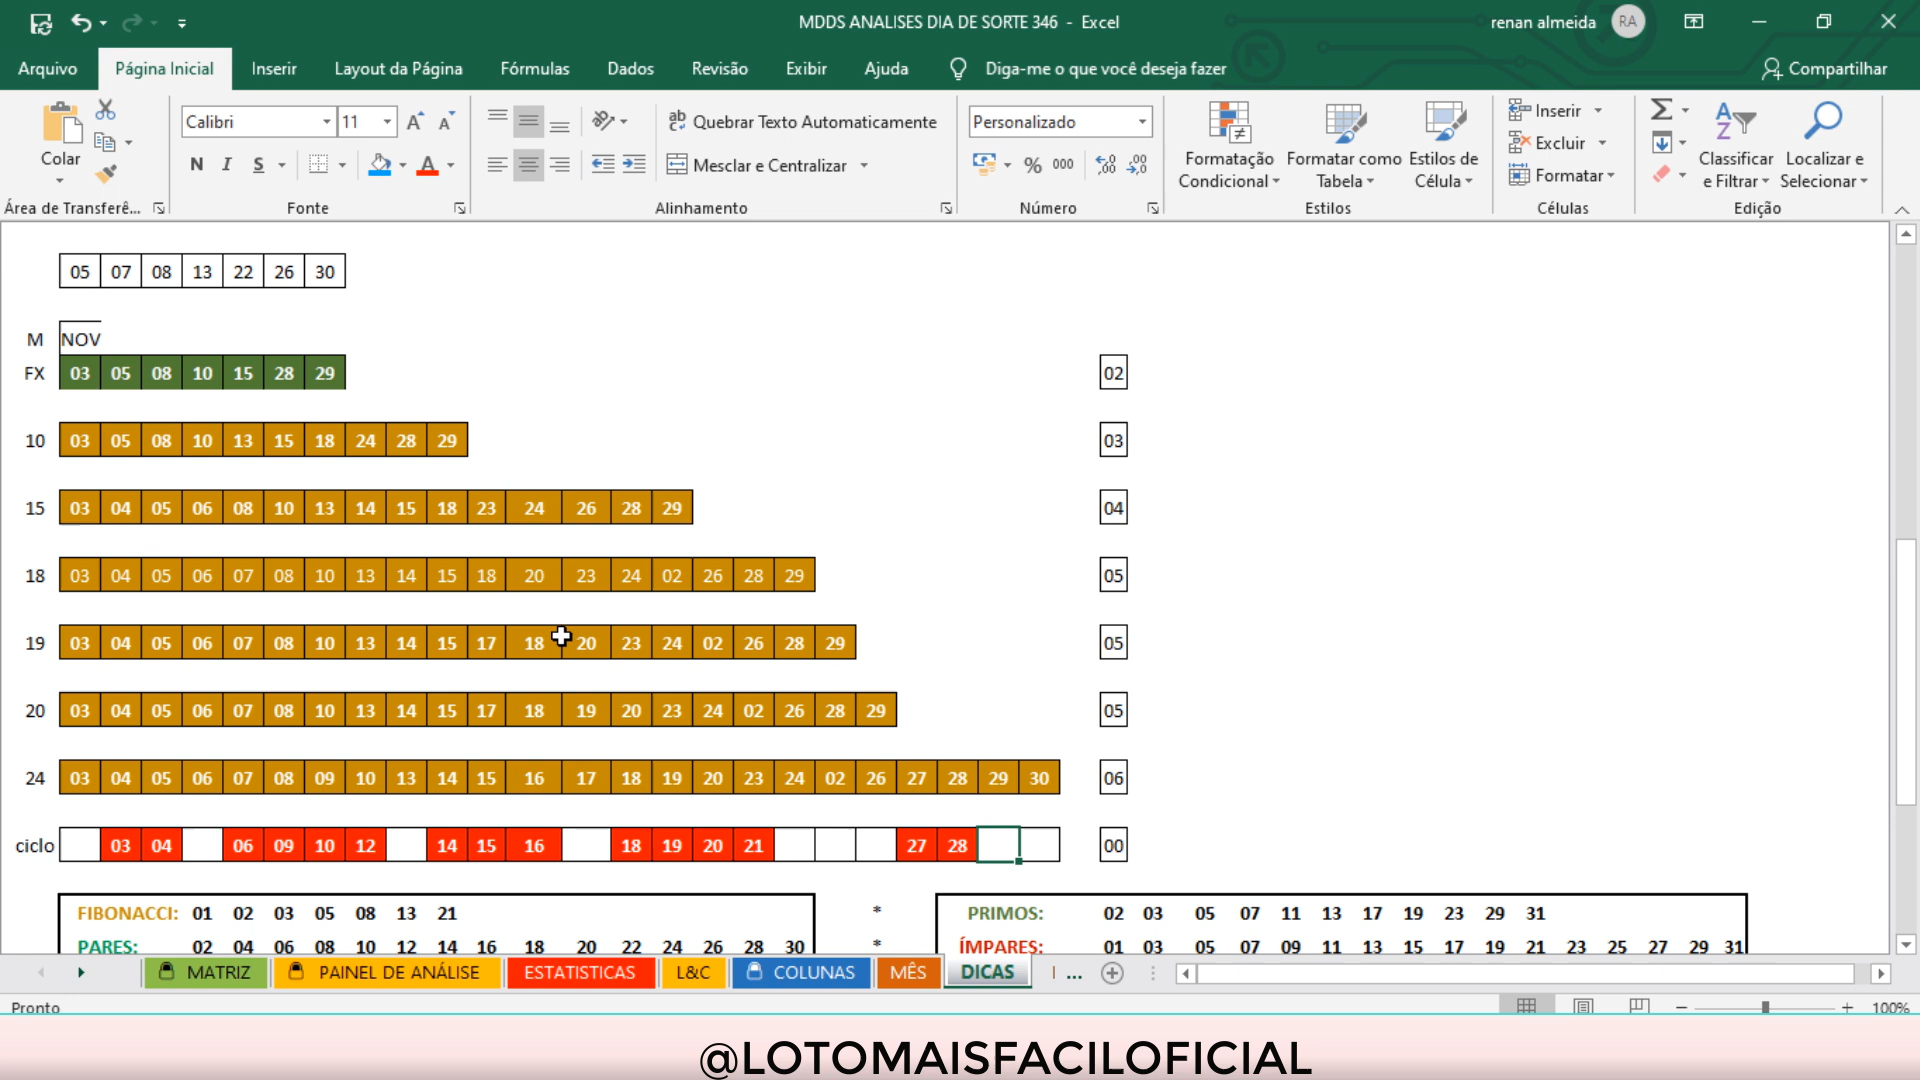 MDDS ANALISES DIA DE SORTE 346 - Excel
renan almeida RA
Arquivo Página Inicial Inserir Layout da Página Fórmulas Dados Revisão Exibir Ajuda Diga-me o que você deseja fazer Compartilhar
Colar
Calibri 11
Quebrar Texto Automaticamente
Mesclar e Centralizar
Personalizado
% 000
Formatação Condicional
Formatar como Tabela
Estilos de Célula
Inserir
Excluir
Formatar
Classificar e Filtrar
Localizar e Selecionar
N I S
Área de Transferê... Fonte Alinhamento Número Estilos Células Edição
05 07 08 13 22 26 30
M NOV
FX 03 05 08 10 15 28 29 02
10 03 05 08 10 13 15 18 24 28 29 03
15 03 04 05 06 08 10 13 14 15 18 23 24 26 28 29 04
18 03 04 05 06 07 08 10 13 14 15 18 20 23 24 02 26 28 29 05
19 03 04 05 06 07 08 10 13 14 15 17 18 20 23 24 02 26 28 29 05
20 03 04 05 06 07 08 10 13 14 15 17 18 19 20 23 24 02 26 28 29 05
24 03 04 05 06 07 08 09 10 13 14 15 16 17 18 19 20 23 24 02 26 27 28 29 30 06
ciclo 03 04 06 09 10 12 14 15 16 18 19 20 21 27 28 00
FIBONACCI: 01 02 03 05 08 13 21 * PRIMOS: 02 03 05 07 11 13 17 19 23 29 31
PARES: 02 04 06 08 10 12 14 16 18 20 22 24 26 28 30 * ÍMPARES: 01 03 05 07 09 11 13 15 17 19 21 23 25 27 29 31
MATRIZ PAINEL DE ANÁLISE ESTATISTICAS L&C COLUNAS MÊS DICAS ...
Pronto 100%
@LOTOMAISFACILOFICIAL